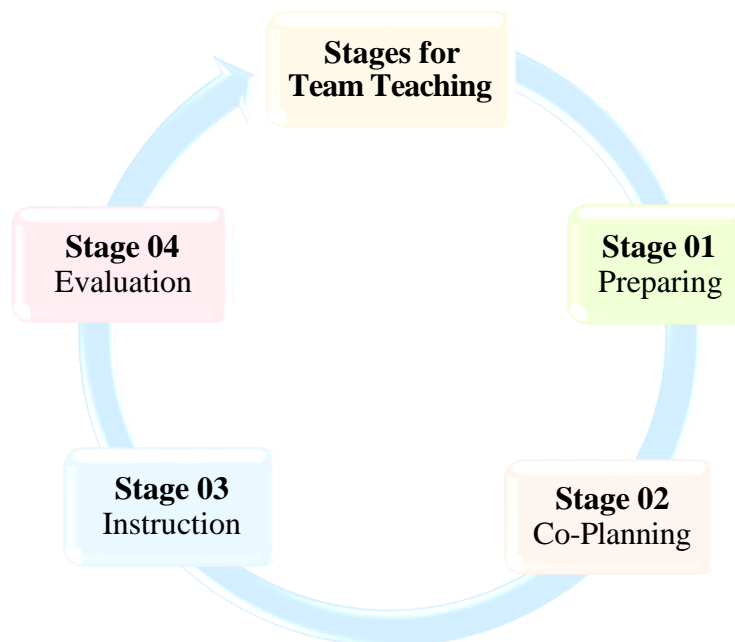 Stages for
Team Teaching
Stage 01
Preparing
Stage 02
Co-Planning
Stage 03
Instruction
Stage 04
Evaluation